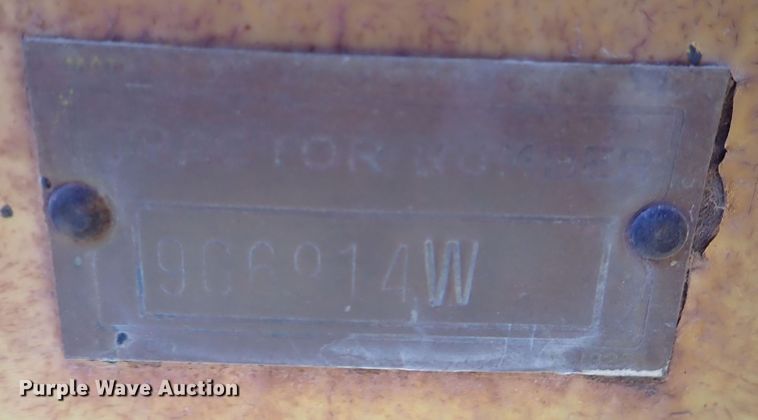 TRACTOR NUMBER
9G6914W
Purple Wave Auction